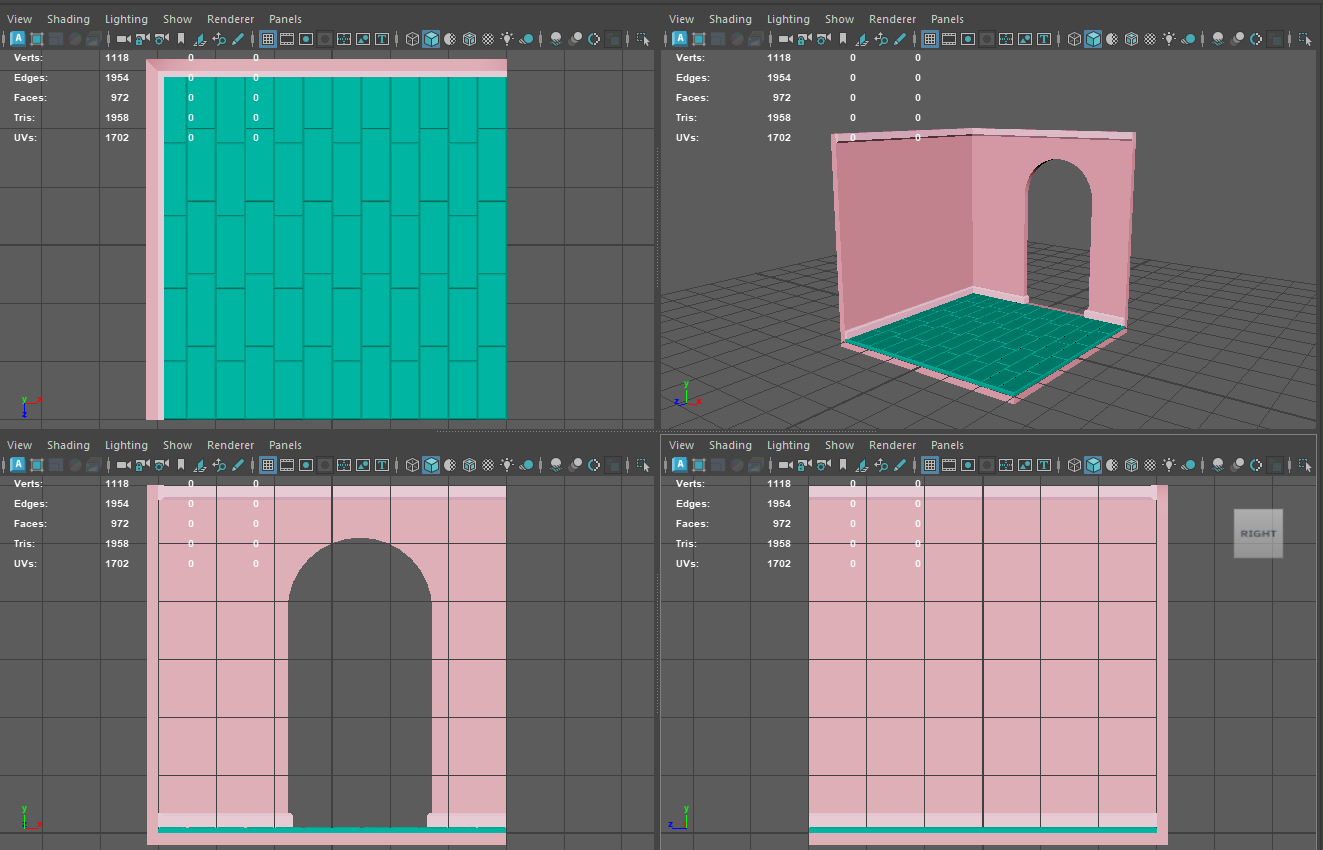 View Shading Lighting Show Renderer Panels
A T
Verts: 1118 0 0
Edges: 1954 0 0
Faces: 972 0 0
Tris: 1958 0 0
UVs: 1702 0 0
y x
z
View Shading Lighting Show Renderer Panels
A T
Verts: 1118 0 0
Edges: 1954 0 0
Faces: 972 0 0
Tris: 1958 0 0
UVs: 1702 0 0
y
z x
View Shading Lighting Show Renderer Panels
A T
Verts: 1118 0 0
Edges: 1954 0 0
Faces: 972 0 0
Tris: 1958 0 0
UVs: 1702 0 0
y
z x
View Shading Lighting Show Renderer Panels
A T
Verts: 1118 0 0
Edges: 1954 0 0
Faces: 972 0 0
Tris: 1958 0 0
UVs: 1702 0 0
RIGHT
y
z x